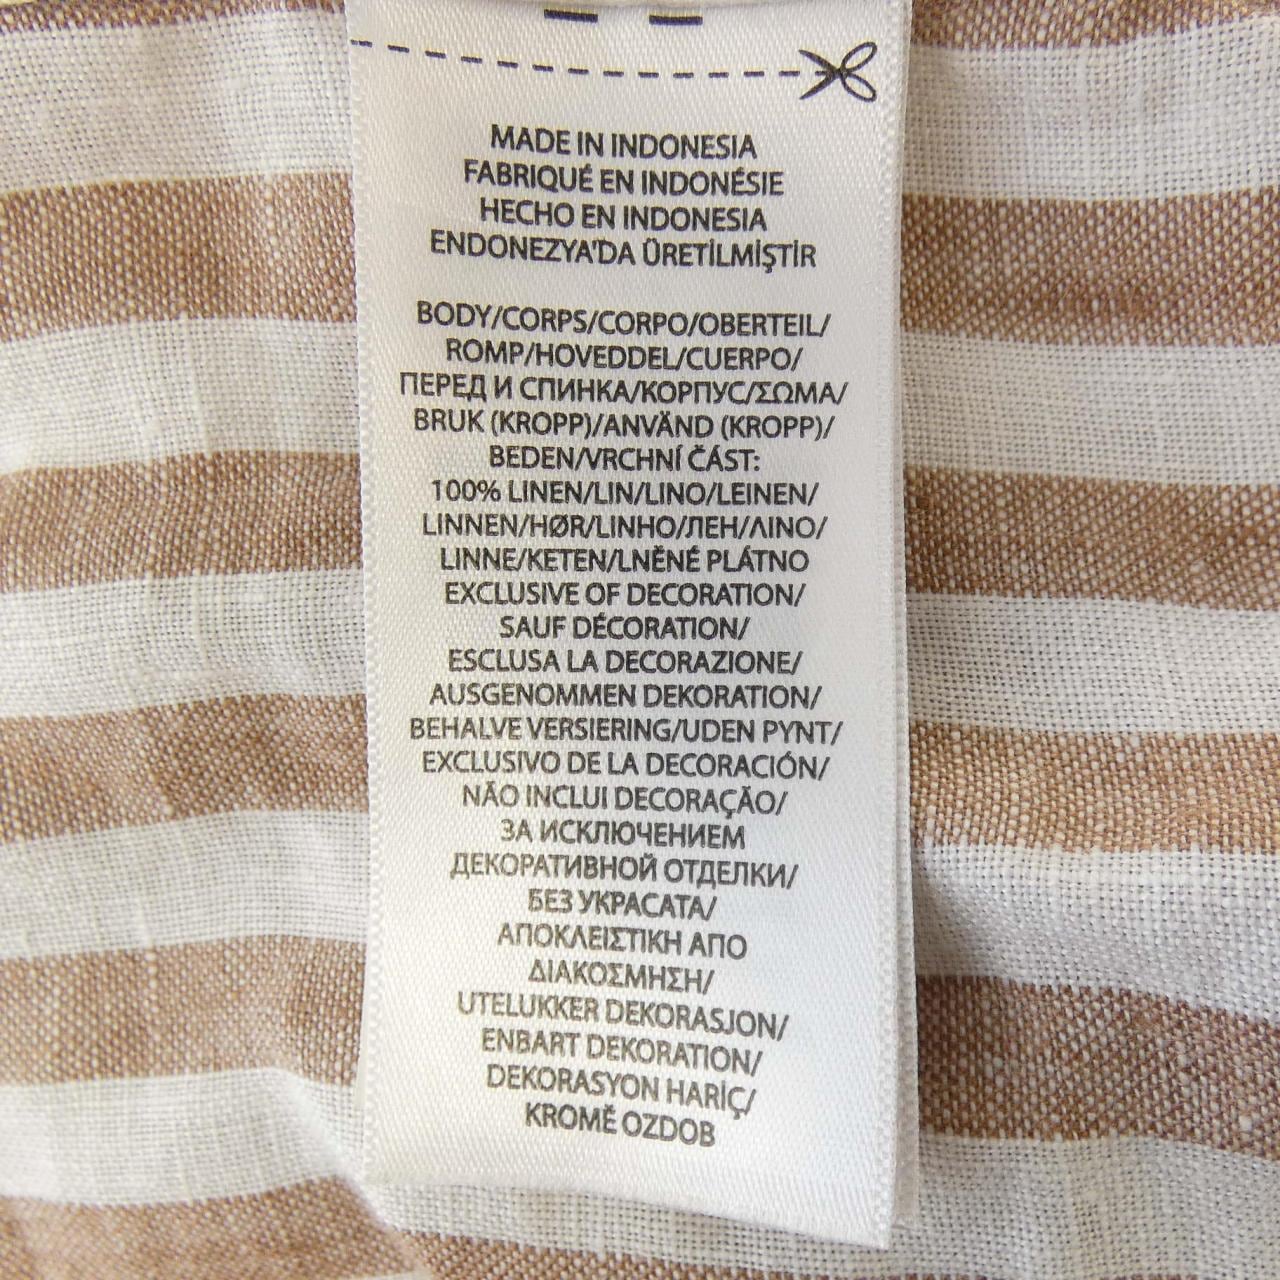 MADE IN INDONESIA
FABRIQUÉ EN INDONÉSIE
HECHO EN INDONESIA
ENDONEZYA'DA ÜRETİLMİŞTİR
BODY/CORPS/CORPO/OBERTEIL/
ROMP/HOVEDDEL/CUERPO/
ПЕРЕД И СПИНКА/КОРПУС/ΣΩΜΑ/
BRUK (KROPP)/ANVÄND (KROPP)/
BEDEN/VRCHNÍ ČÁST:
100% LINEN/LIN/LINO/LEINEN/
LINNEN/HØR/LINHO/ЛЕН/ΛΙΝΟ/
LINNE/KETEN/LNĚNÉ PLÁTNO
EXCLUSIVE OF DECORATION/
SAUF DÉCORATION/
ESCLUSA LA DECORAZIONE/
AUSGENOMMEN DEKORATION/
BEHALVE VERSIERING/UDEN PYNT/
EXCLUSIVO DE LA DECORACIÓN/
NÃO INCLUI DECORAÇÃO/
ЗА ИСКЛЮЧЕНИЕМ
ДЕКОРАТИВНОЙ ОТДЕЛКИ/
БЕЗ УКРАСАТА/
ΑΠΟΚΛΕΙΣΤΙΚΗ ΑΠΟ
ΔΙΑΚΟΣΜΗΣΗ/
UTELUKKER DEKORASJON/
ENBART DEKORATION/
DEKORASYON HARİÇ/
KROMĚ OZDOB